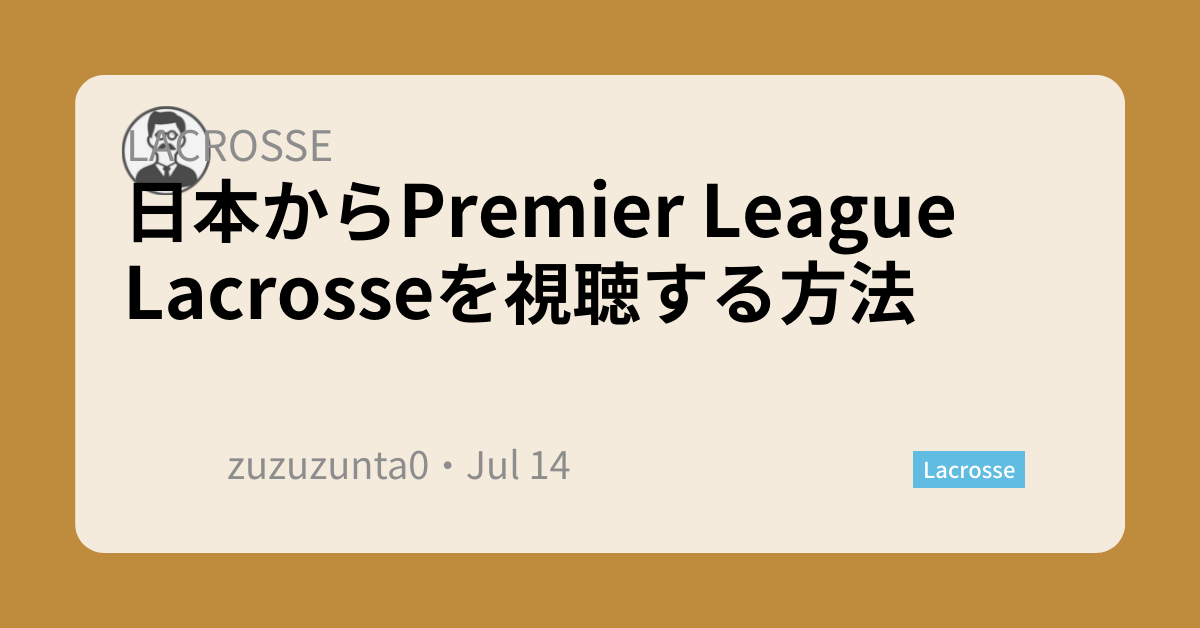 LACROSSE
日本からPremier League
Lacrosseを視聴する方法
zuzuzunta0・Jul 14
Lacrosse